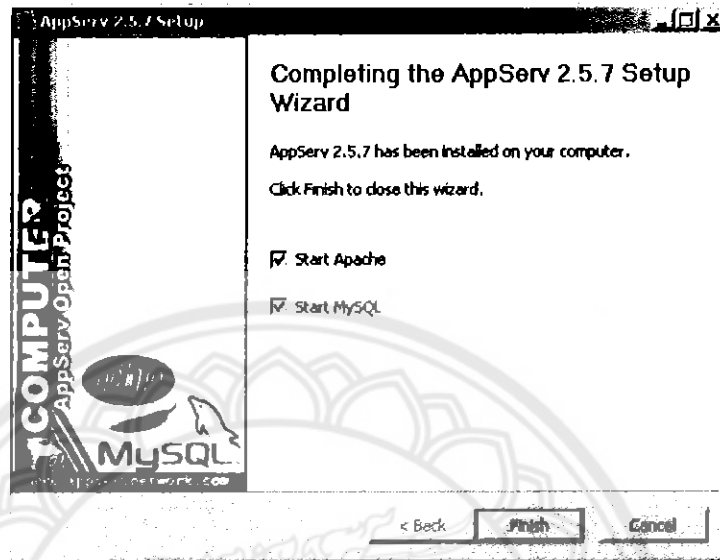 AppServ 2.5.7 Setup
Completing the AppServ 2.5.7 Setup
Wizard
AppServ 2.5.7 has been installed on your computer.
Click Finish to close this wizard.
Start Apache
Start MySQL
COMPUTER
AppServ Open Project
MySQL
< Back
Finish
Cancel